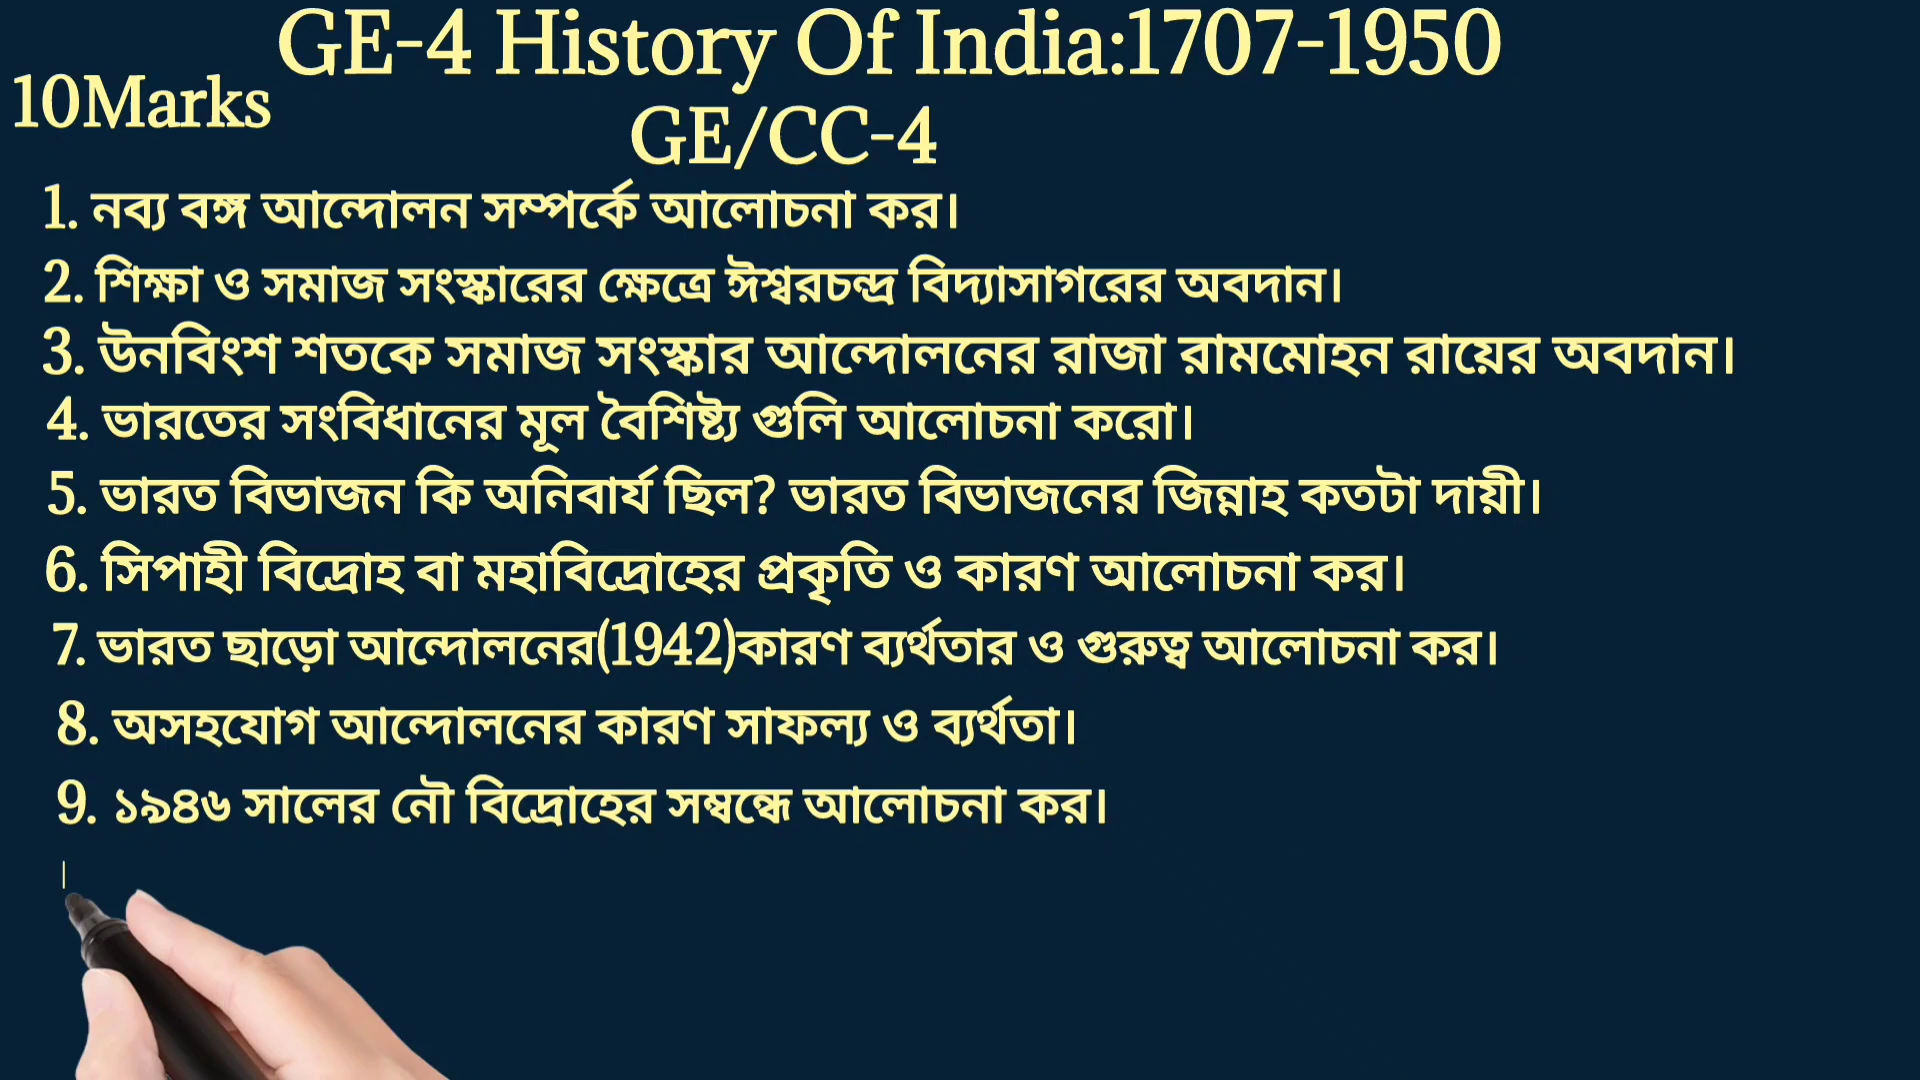 GE-4 History Of India:1707-1950
10Marks
GE/CC-4
1. নব্য বঙ্গ আন্দোলন সম্পর্কে আলোচনা কর।
2. শিক্ষা ও সমাজ সংস্কারের ক্ষেত্রে ঈশ্বরচন্দ্র বিদ্যাসাগরের অবদান।
3. উনবিংশ শতকে সমাজ সংস্কার আন্দোলনের রাজা রামমোহন রায়ের অবদান।
4. ভারতের সংবিধানের মূল বৈশিষ্ট্য গুলি আলোচনা করো।
5. ভারত বিভাজন কি অনিবার্য ছিল? ভারত বিভাজনের জিন্নাহ কতটা দায়ী।
6. সিপাহী বিদ্রোহ বা মহাবিদ্রোহের প্রকৃতি ও কারণ আলোচনা কর।
7. ভারত ছাড়ো আন্দোলনের(1942)কারণ ব্যর্থতার ও গুরুত্ব আলোচনা কর।
8. অসহযোগ আন্দোলনের কারণ সাফল্য ও ব্যর্থতা।
9. ১৯৪৬ সালের নৌ বিদ্রোহের সম্বন্ধে আলোচনা কর।